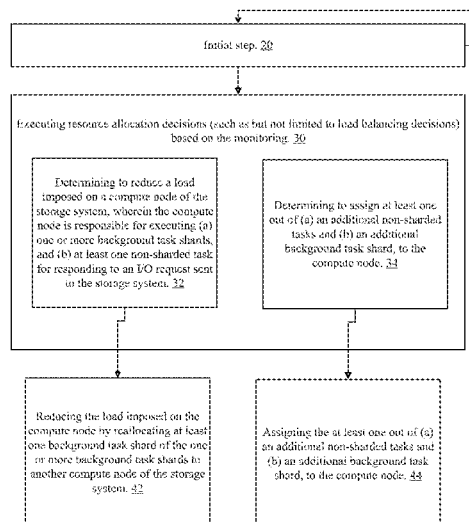 Initial step. 20
Executing resource allocation decisions (such as but not limited to load balancing decisions)
based on the monitoring. 30
Determining to reduce a load
imposed on a compute node of the
storage system, wherein the compute
node is responsible for executing (a)
one or more background task shards,
and (b) at least one non-sharded task
for responding to an I/O request sent
to the storage system. 32
Determining to assign at least one
out of (a) an additional non-sharded
tasks and (b) an additional
background task shard, to the
compute node. 34
Reducing the load imposed on the
compute node by reallocating at least
one background task shard of the one
or more background task shards to
another compute node of the storage
system. 42
Assigning the at least one out of (a)
an additional non-sharded tasks and
(b) an additional background task
shard, to the compute node. 44